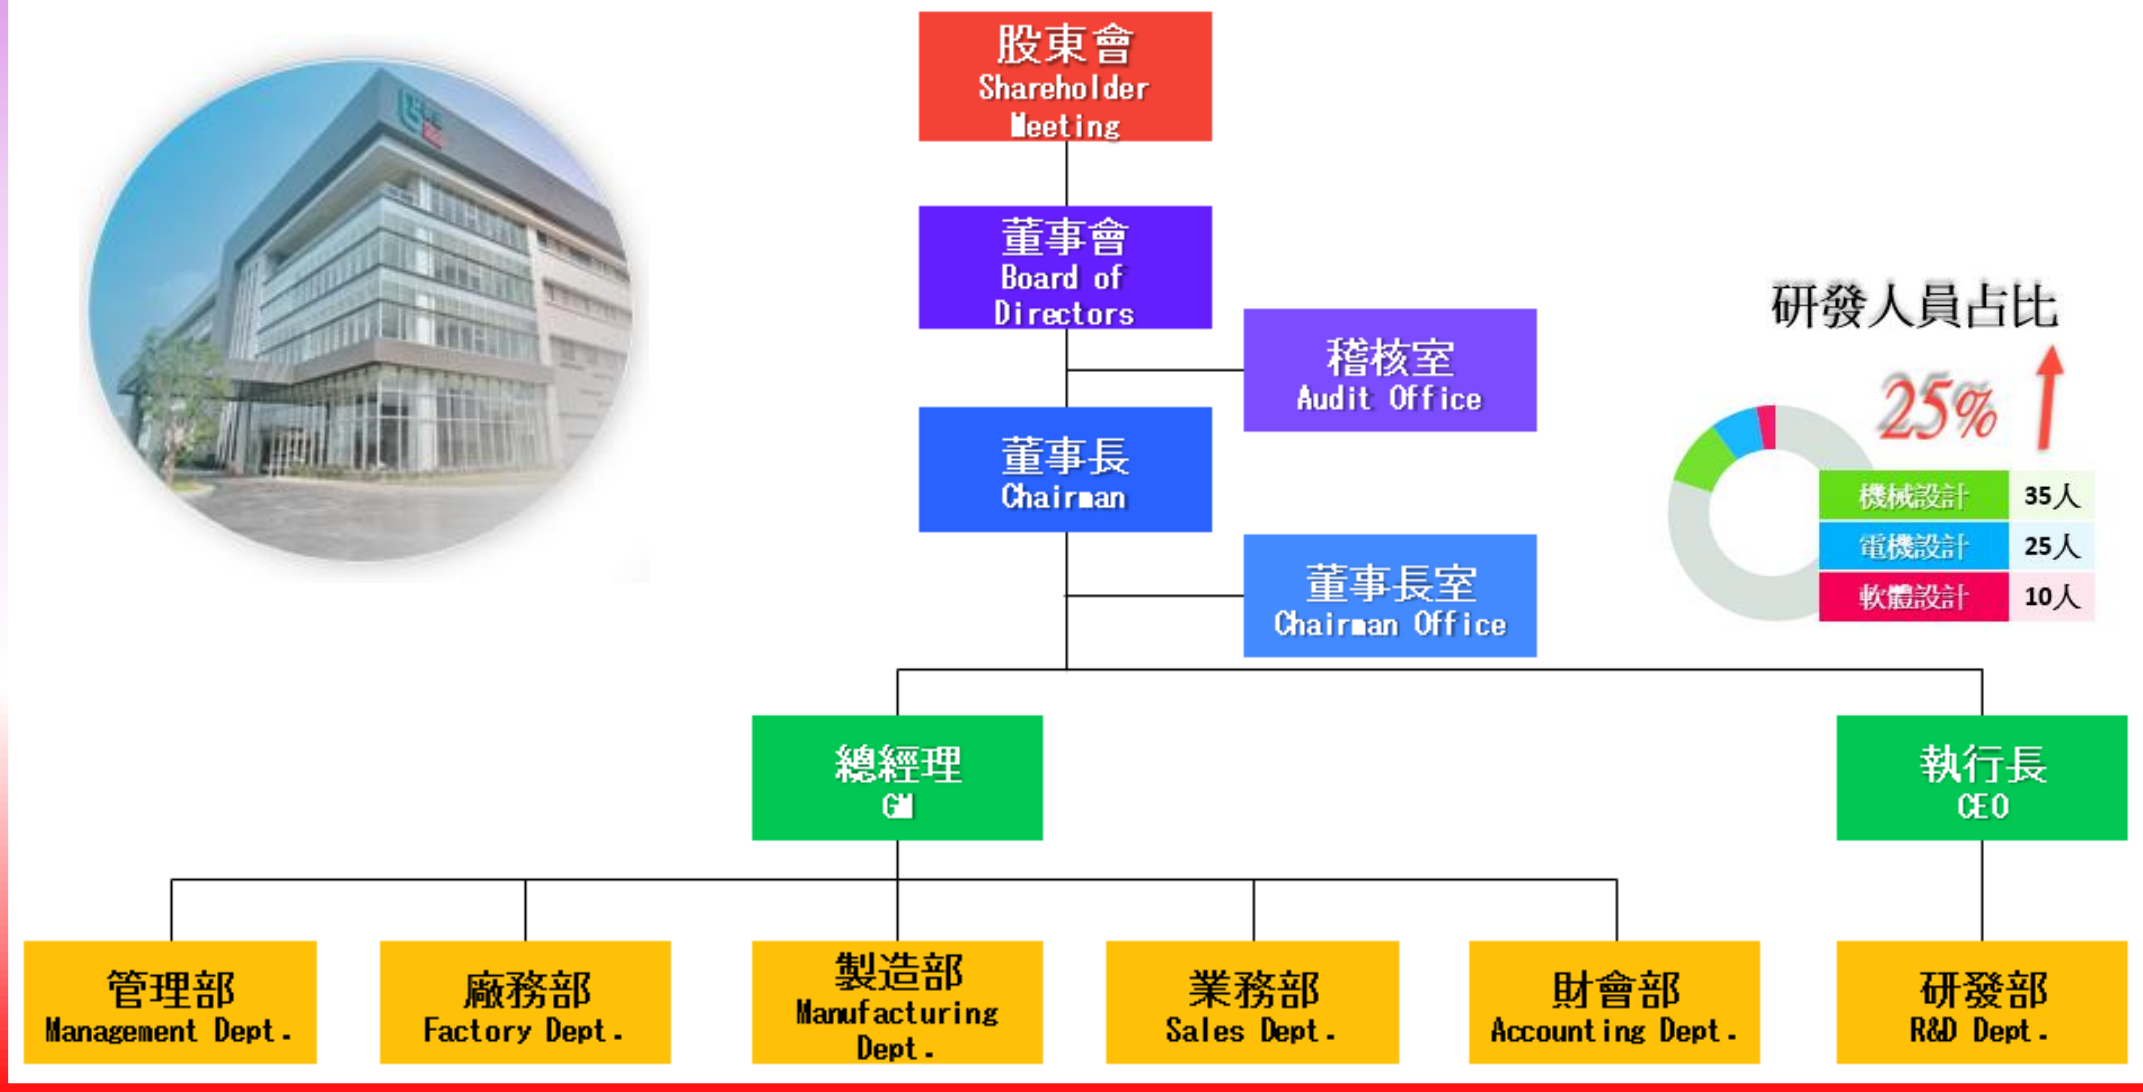 股東會
Shareholder
Meeting
董事會
Board of
Directors
稽核室
Audit Office
董事長
Chairman
董事長室
Chairman Office
研發人員占比
25%
機械設計 35人
電機設計 25人
軟體設計 10人
總經理
GM
執行長
CEO
管理部
Management Dept.
廠務部
Factory Dept.
製造部
Manufacturing
Dept.
業務部
Sales Dept.
財會部
Accounting Dept.
研發部
R&D Dept.